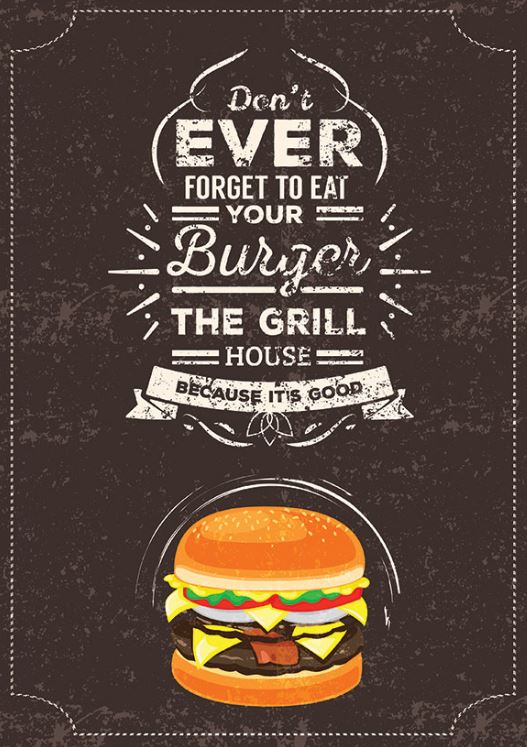 Don't
EVER
FORGET TO EAT
YOUR
Burger
THE GRILL
HOUSE
BECAUSE IT'S GOOD